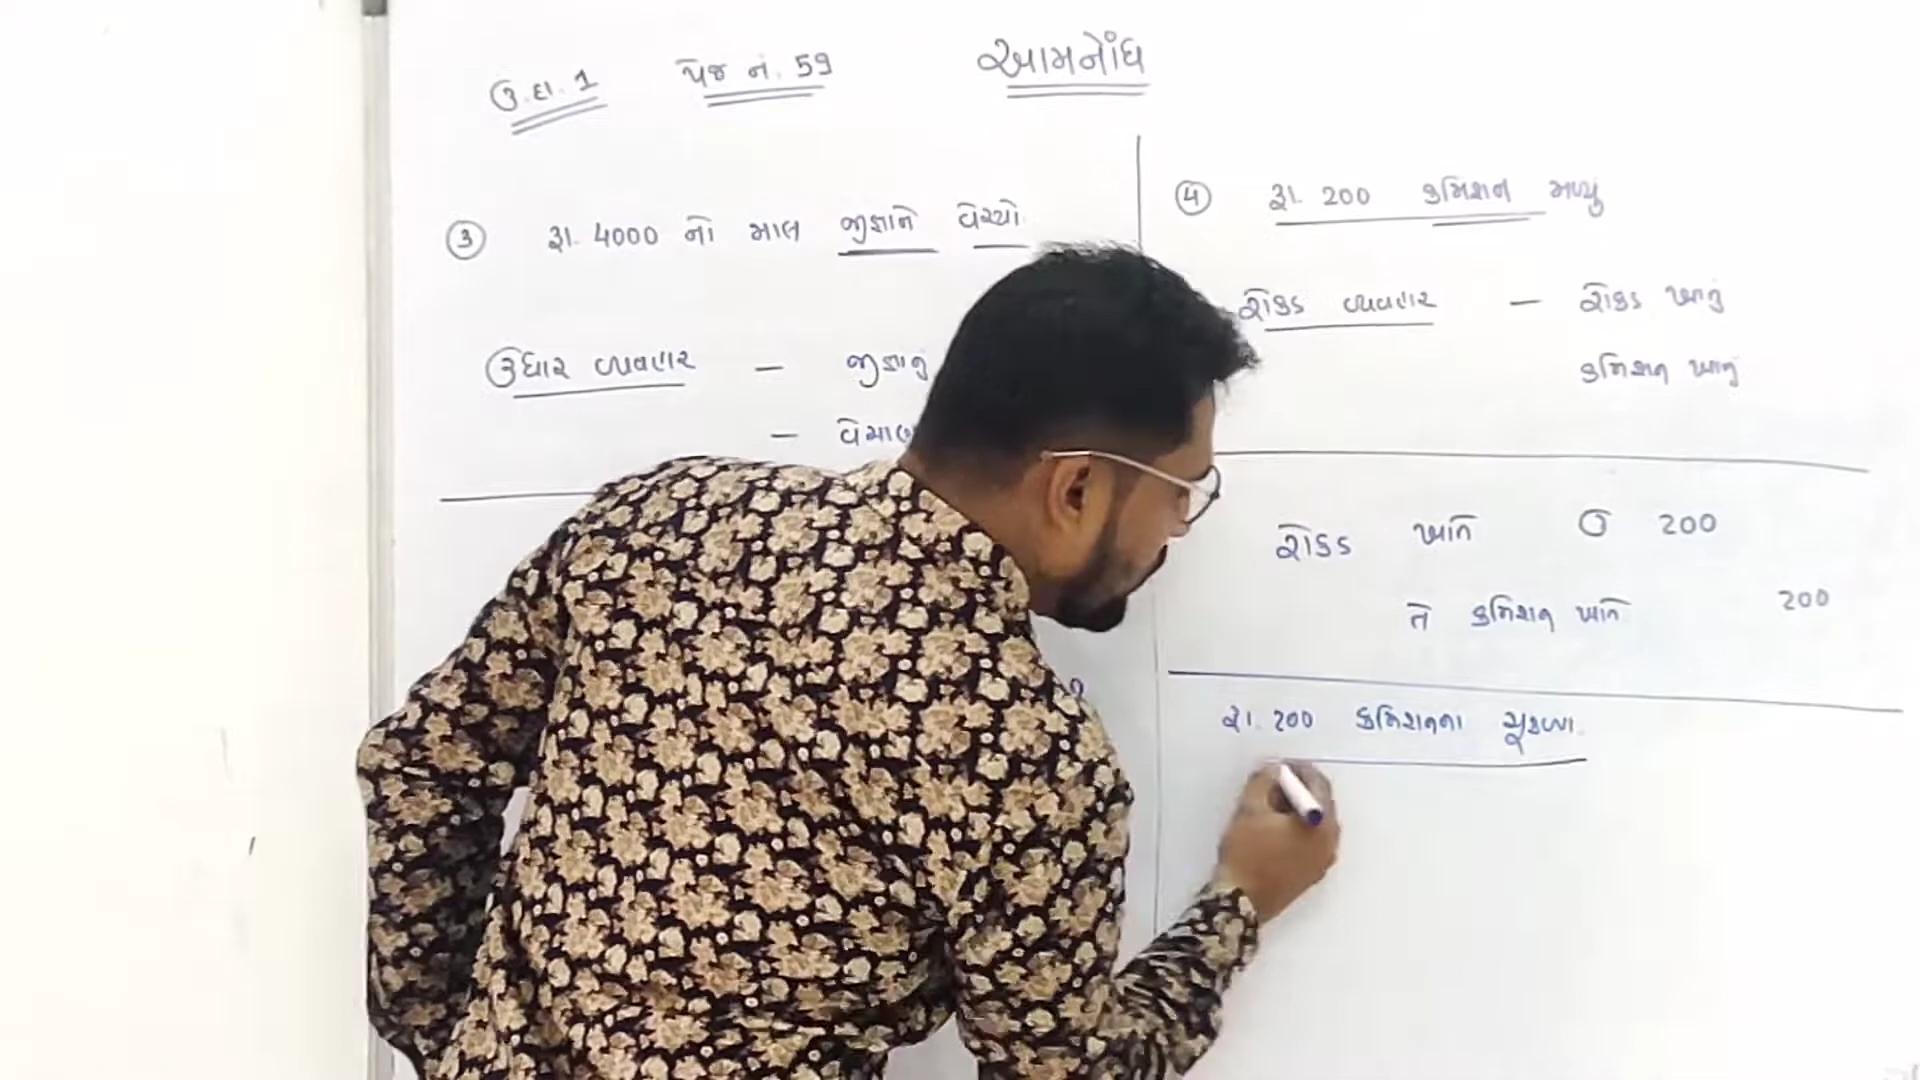 ઉ.દા. 1 પેજ નં. 59 આમનોંધ
③ રૂા. 4000 નો માલ જીજ્ઞાને વેચ્યો.
ઉધાર વ્યવહાર — જીજ્ઞાનું
—
④ રૂા. 200 કમિશન મળ્યું
રોકડ વ્યવહાર — રોકડ ખાતું
કમિશન ખાતું
રોકડ ખાતે ઉ 200
તે કમિશન ખાતે 200
રૂા. 200 કમિશનના ચૂકવ્યા.